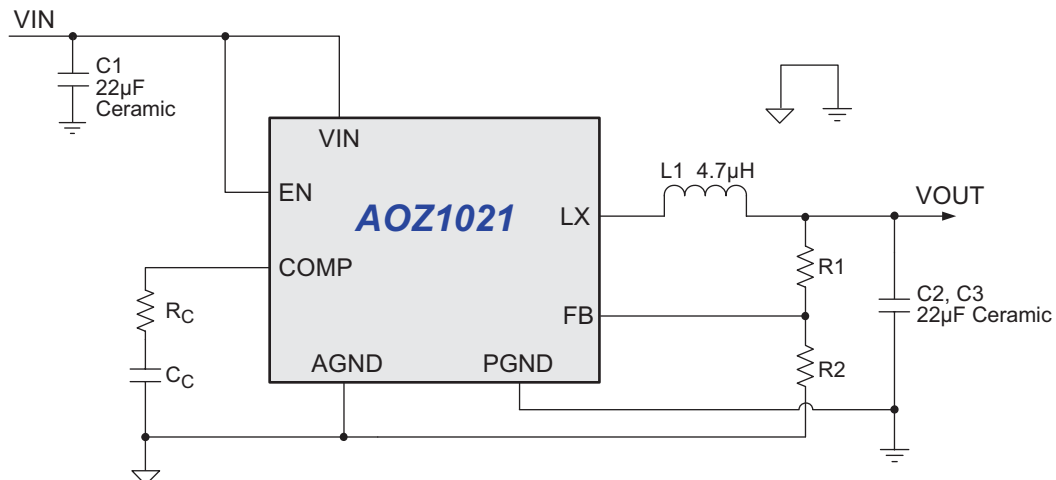 VIN
C1
22µF
Ceramic
VIN
EN
AOZ1021
LX
L1 4.7µH
VOUT
COMP
R1
C2, C3
22µF Ceramic
RC
FB
CC
AGND
PGND
R2